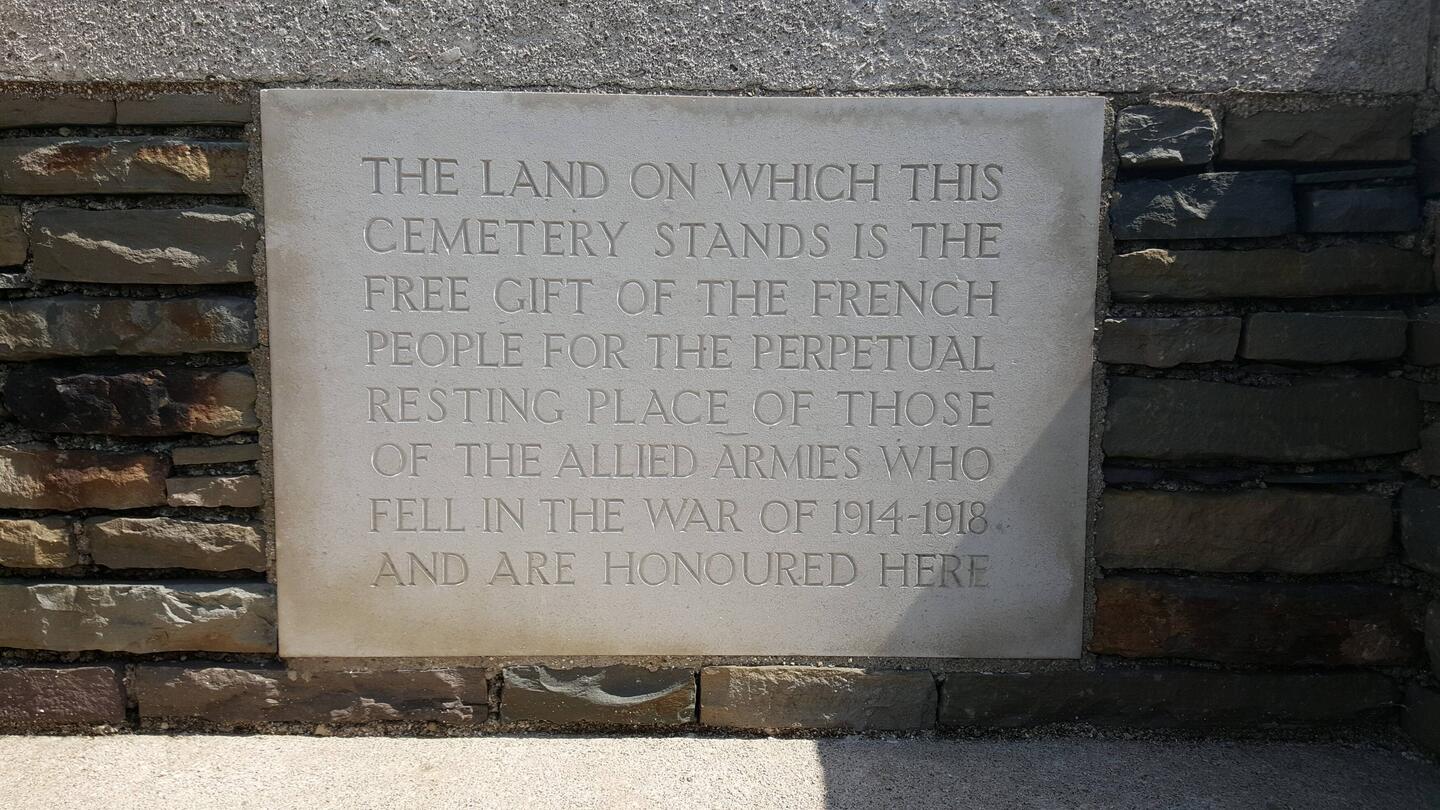 THE LAND ON WHICH THIS
CEMETERY STANDS IS THE
FREE GIFT OF THE FRENCH
PEOPLE FOR THE PERPETUAL
RESTING PLACE OF THOSE
OF THE ALLIED ARMIES WHO
FELL IN THE WAR OF 1914-1918
AND ARE HONOURED HERE